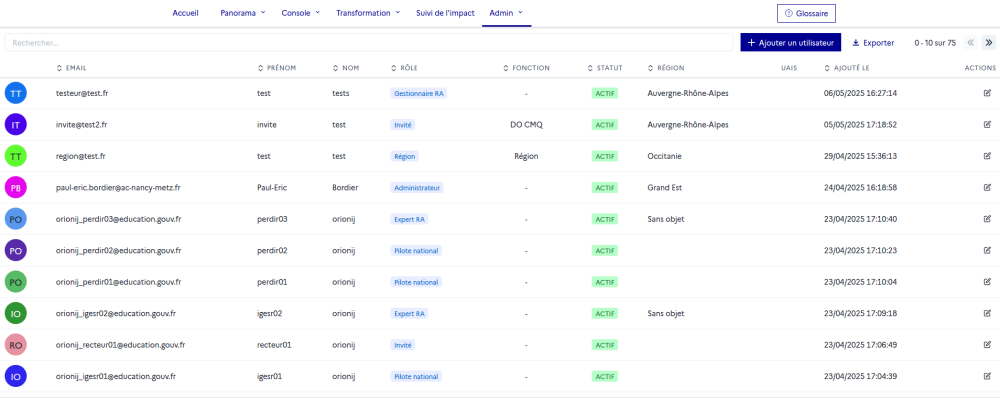 Accueil Panorama Console Transformation Suivi de l'impact Admin Glossaire
Rechercher... Ajouter un utilisateur Exporter 0 - 10 sur 75
EMAIL PRÉNOM NOM RÔLE FONCTION STATUT RÉGION UAIS AJOUTÉ LE ACTIONS
TT testeur@test.fr test tests Gestionnaire RA - ACTIF Auvergne-Rhône-Alpes 06/05/2025 16:27:14
IT invite@test2.fr invite test Invité DO CMQ ACTIF Auvergne-Rhône-Alpes 05/05/2025 17:18:52
TT region@test.fr test test Région Région ACTIF Occitanie 29/04/2025 15:36:13
PB paul-eric.bordier@ac-nancy-metz.fr Paul-Eric Bordier Administrateur - ACTIF Grand Est 24/04/2025 16:18:58
PO orionij_perdir03@education.gouv.fr perdir03 orionij Expert RA - ACTIF Sans objet 23/04/2025 17:10:40
PO orionij_perdir02@education.gouv.fr perdir02 orionij Pilote national - ACTIF 23/04/2025 17:10:23
PO orionij_perdir01@education.gouv.fr perdir01 orionij Pilote national - ACTIF 23/04/2025 17:10:04
IO orionij_igesr02@education.gouv.fr igesr02 orionij Expert RA - ACTIF Sans objet 23/04/2025 17:09:18
RO orionij_recteur01@education.gouv.fr recteur01 orionij Invité - ACTIF 23/04/2025 17:06:49
IO orionij_igesr01@education.gouv.fr igesr01 orionij Pilote national - ACTIF 23/04/2025 17:04:39